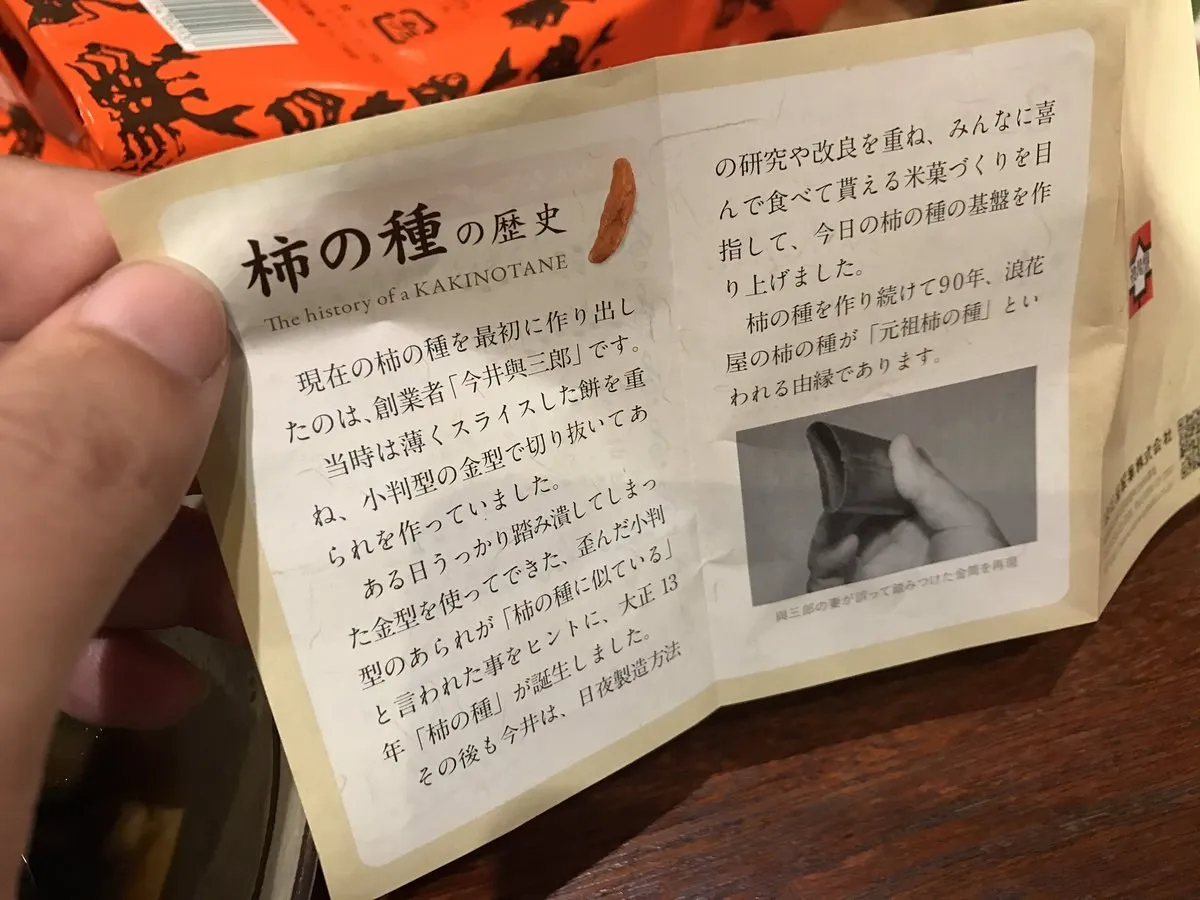 柿の種の歴史
The history of a KAKINOTANE
現在の柿の種を最初に作り出し
たのは、創業者「今井與三郎」です。
当時は薄くスライスした餅を重
ね、小判型の金型で切り抜いてあ
られを作っていました。
ある日うっかり踏み潰してしまっ
た金型を使ってできた、歪んだ小判
型のあられが「柿の種に似ている」
と言われた事をヒントに、大正13
年「柿の種」が誕生しました。
その後も今井は、日夜製造方法
の研究や改良を重ね、みんなに喜
んで食べて貰える米菓づくりを目
指して、今日の柿の種の基盤を作
り上げました。
柿の種を作り続けて90年、浪花
屋の柿の種が「元祖柿の種」とい
われる由縁であります。
與三郎の妻が誤って踏みつけた金筒を再現
製菓株式会社